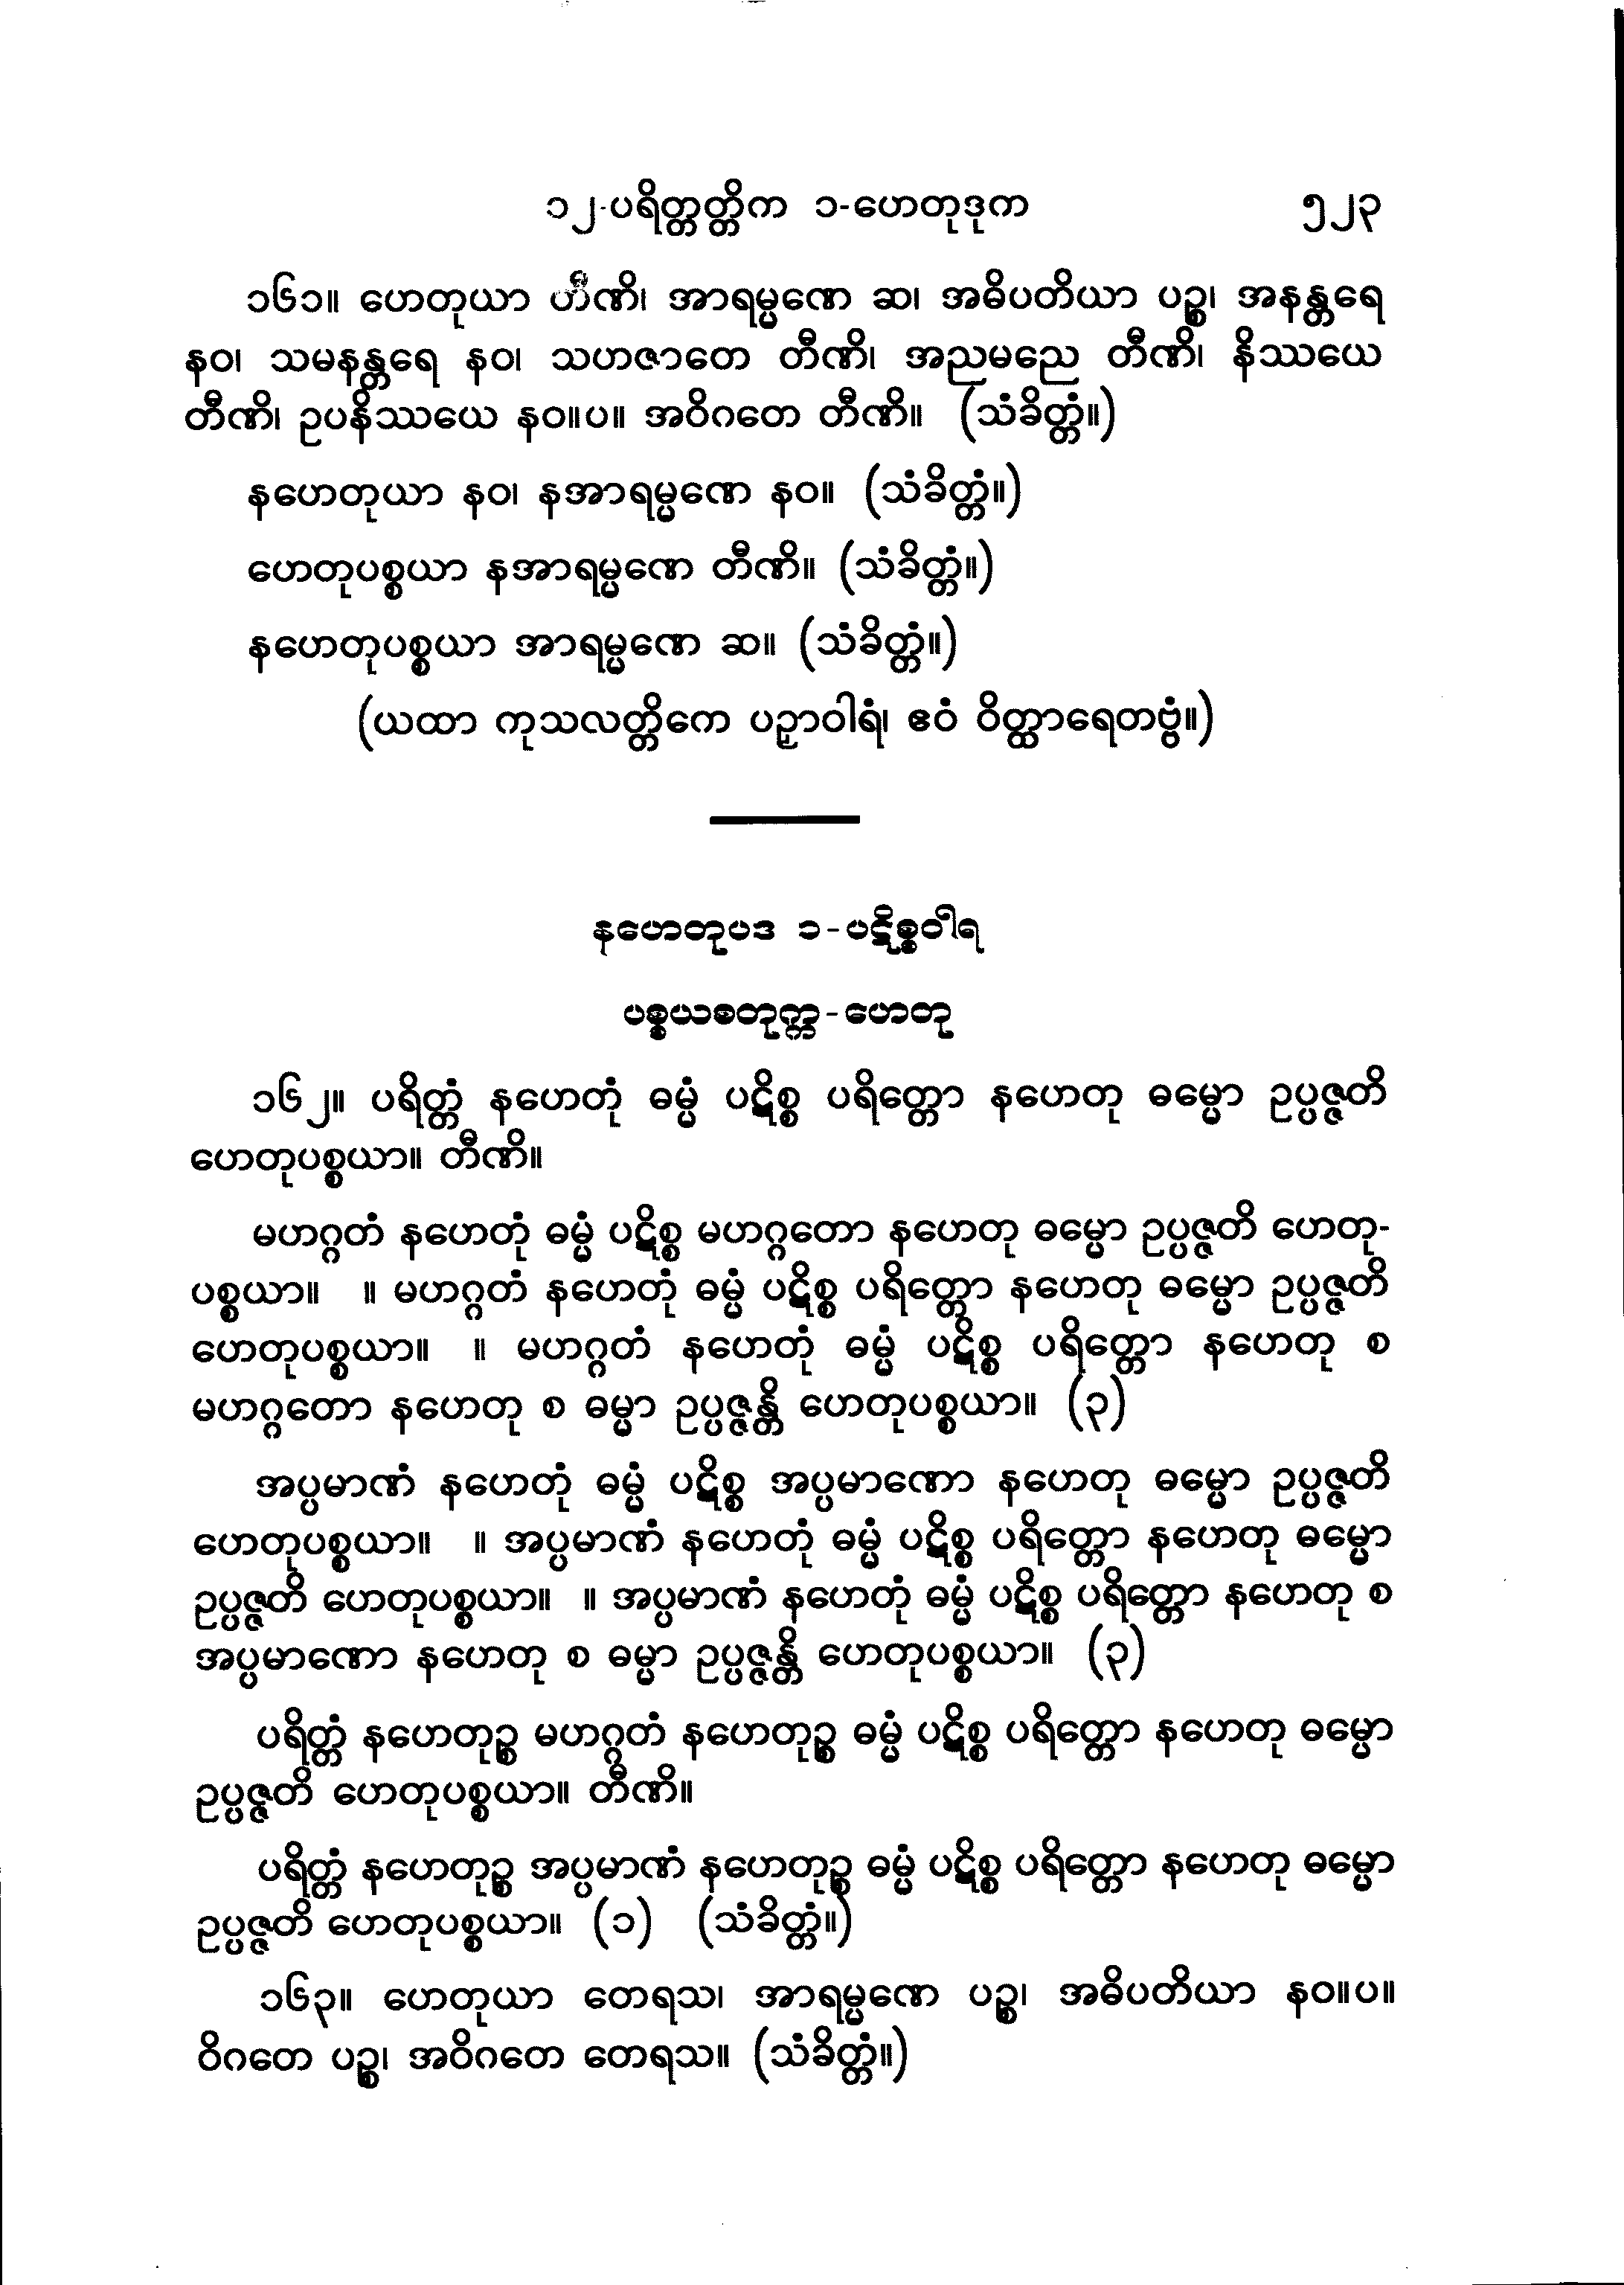 ၁၂-ပရိတ္တတ္တိက ၁-ဟေတုဒုက ၅၂၃
၁၆၁။ ဟေတုယာ တီဏိ၊ အာရမ္မဏေ ဆ၊ အဓိပတိယာ ပဉ္စ၊ အနန္တရေ
နဝ၊ သမနန္တရေ နဝ၊ သဟဇာတေ တီဏိ၊ အညမညေ တီဏိ၊ နိဿယေ
တီဏိ၊ ဥပနိဿယေ နဝ။ပ။ အဝိဂတေ တီဏိ။ (သံခိတ္တံ။)
နဟေတုယာ နဝ၊ နအာရမ္မဏေ နဝ။ (သံခိတ္တံ။)
ဟေတုပစ္စယာ နအာရမ္မဏေ တီဏိ။ (သံခိတ္တံ။)
နဟေတုပစ္စယာ အာရမ္မဏေ ဆ။ (သံခိတ္တံ။)
(ယထာ ကုသလတ္တိကေ ပဉှာဝါရံ၊ ဧဝံ ဝိတ္ထာရေတဗ္ဗံ။)
နဟေတုပဒ ၁-ပဋိစ္စဝါရ
ပစ္စယစတုက္က-ဟေတု
၁၆၂။ ပရိတ္တံ နဟေတုံ ဓမ္မံ ပဋိစ္စ ပရိတ္တော နဟေတု ဓမ္မော ဥပ္ပဇ္ဇတိ
ဟေတုပစ္စယာ။ တီဏိ။
မဟဂ္ဂတံ နဟေတုံ ဓမ္မံ ပဋိစ္စ မဟဂ္ဂတော နဟေတု ဓမ္မော ဥပ္ပဇ္ဇတိ ဟေတု-
ပစ္စယာ။ ။ မဟဂ္ဂတံ နဟေတုံ ဓမ္မံ ပဋိစ္စ ပရိတ္တော နဟေတု ဓမ္မော ဥပ္ပဇ္ဇတိ
ဟေတုပစ္စယာ။ ။ မဟဂ္ဂတံ နဟေတုံ ဓမ္မံ ပဋိစ္စ ပရိတ္တော နဟေတု စ
မဟဂ္ဂတော နဟေတု စ ဓမ္မာ ဥပ္ပဇ္ဇန္တိ ဟေတုပစ္စယာ။ (၃)
အပ္ပမာဏံ နဟေတုံ ဓမ္မံ ပဋိစ္စ အပ္ပမာဏော နဟေတု ဓမ္မော ဥပ္ပဇ္ဇတိ
ဟေတုပစ္စယာ။ ။ အပ္ပမာဏံ နဟေတုံ ဓမ္မံ ပဋိစ္စ ပရိတ္တော နဟေတု ဓမ္မော
ဥပ္ပဇ္ဇတိ ဟေတုပစ္စယာ။ ။ အပ္ပမာဏံ နဟေတုံ ဓမ္မံ ပဋိစ္စ ပရိတ္တော နဟေတု စ
အပ္ပမာဏော နဟေတု စ ဓမ္မာ ဥပ္ပဇ္ဇန္တိ ဟေတုပစ္စယာ။ (၃)
ပရိတ္တံ နဟေတုဉ္စ မဟဂ္ဂတံ နဟေတုဉ္စ ဓမ္မံ ပဋိစ္စ ပရိတ္တော နဟေတု ဓမ္မော
ဥပ္ပဇ္ဇတိ ဟေတုပစ္စယာ။ တီဏိ။
ပရိတ္တံ နဟေတုဉ္စ အပ္ပမာဏံ နဟေတုဉ္စ ဓမ္မံ ပဋိစ္စ ပရိတ္တော နဟေတု ဓမ္မော
ဥပ္ပဇ္ဇတိ ဟေတုပစ္စယာ။ (၁) (သံခိတ္တံ။)
၁၆၃။ ဟေတုယာ တေရသ၊ အာရမ္မဏေ ပဉ္စ၊ အဓိပတိယာ နဝ။ပ။
ဝိဂတေ ပဉ္စ၊ အဝိဂတေ တေရသ။ (သံခိတ္တံ။)